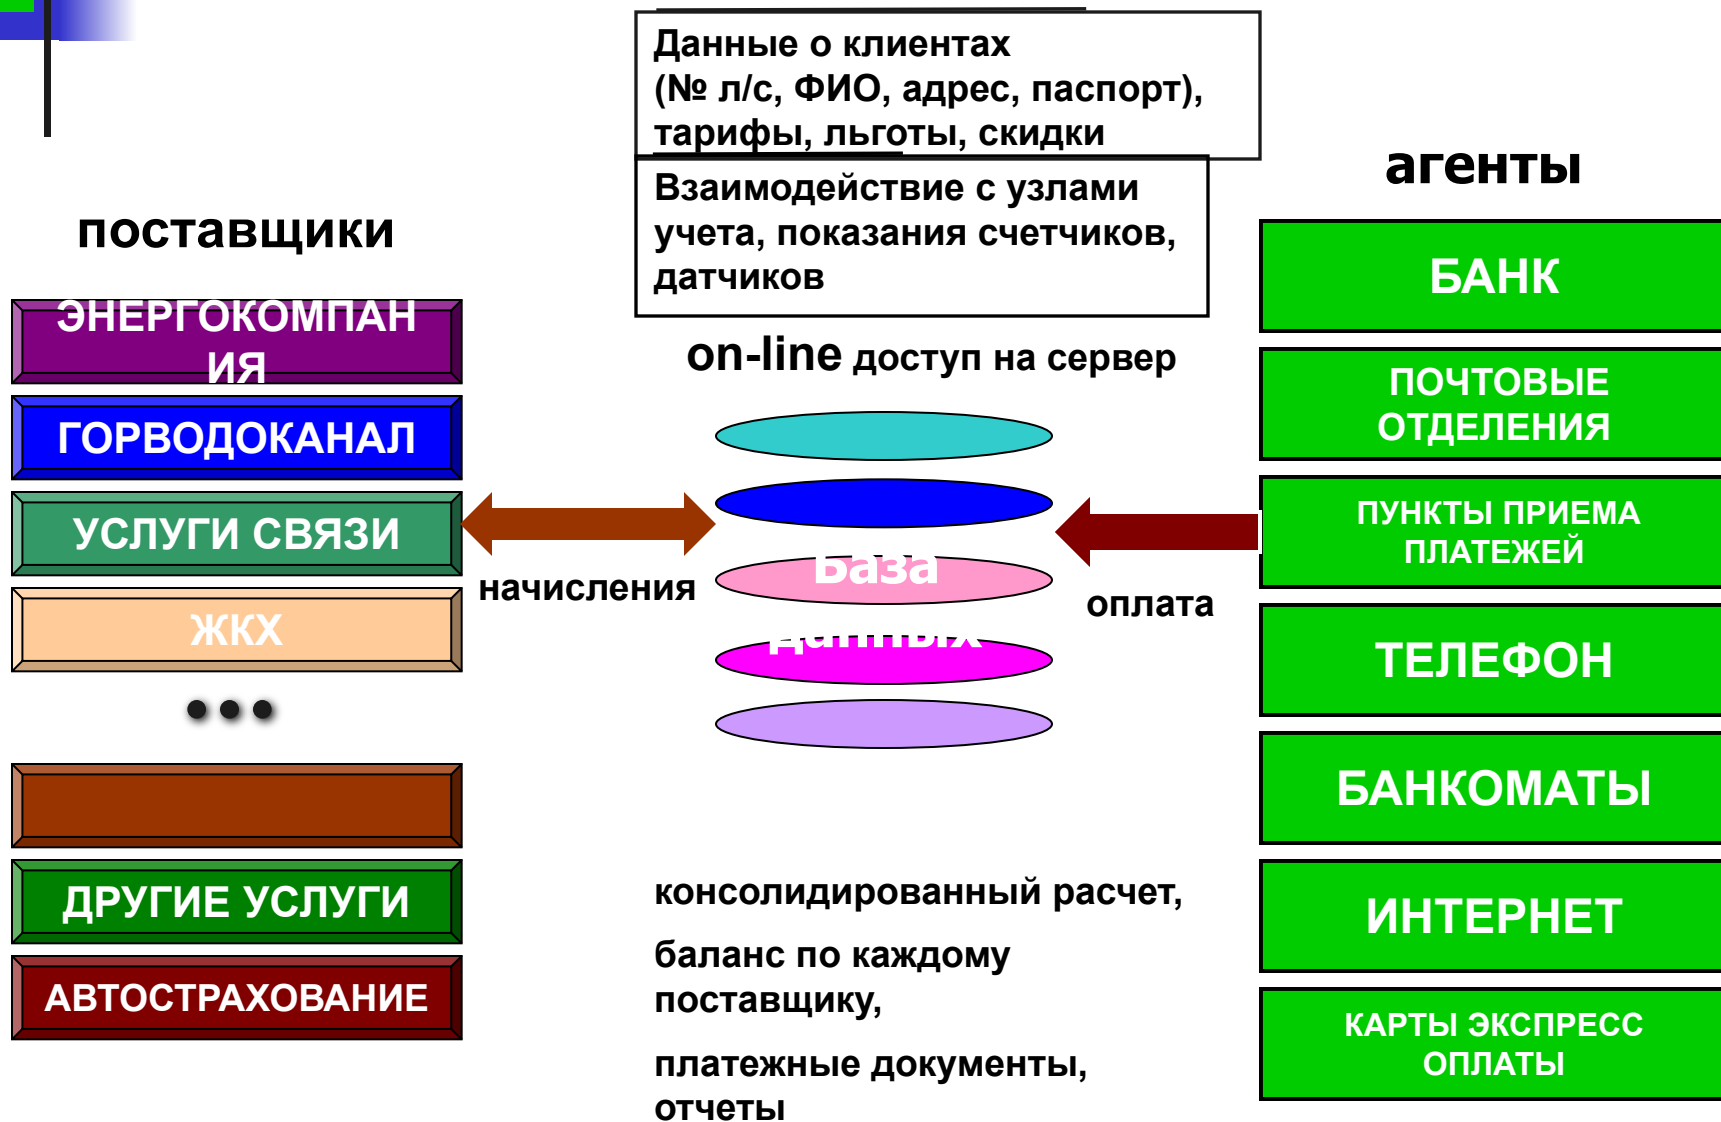 Данные о клиентах
(№ л/с, ФИО, адрес, паспорт),
тарифы, льготы, скидки
Взаимодействие с узлами
учета, показания счетчиков,
датчиков
on-line доступ на сервер
поставщики
ЭНЕРГОКОМПАН
ИЯ
ГОРВОДОКАНАЛ
УСЛУГИ СВЯЗИ
ЖКХ
...
ДРУГИЕ УСЛУГИ
АВТОСТРАХОВАНИЕ
начисления
База
данных
оплата
консолидированный расчет,
баланс по каждому
поставщику,
платежные документы,
отчеты
агенты
БАНК
ПОЧТОВЫЕ
ОТДЕЛЕНИЯ
ПУНКТЫ ПРИЕМА
ПЛАТЕЖЕЙ
ТЕЛЕФОН
БАНКОМАТЫ
ИНТЕРНЕТ
КАРТЫ ЭКСПРЕСС
ОПЛАТЫ